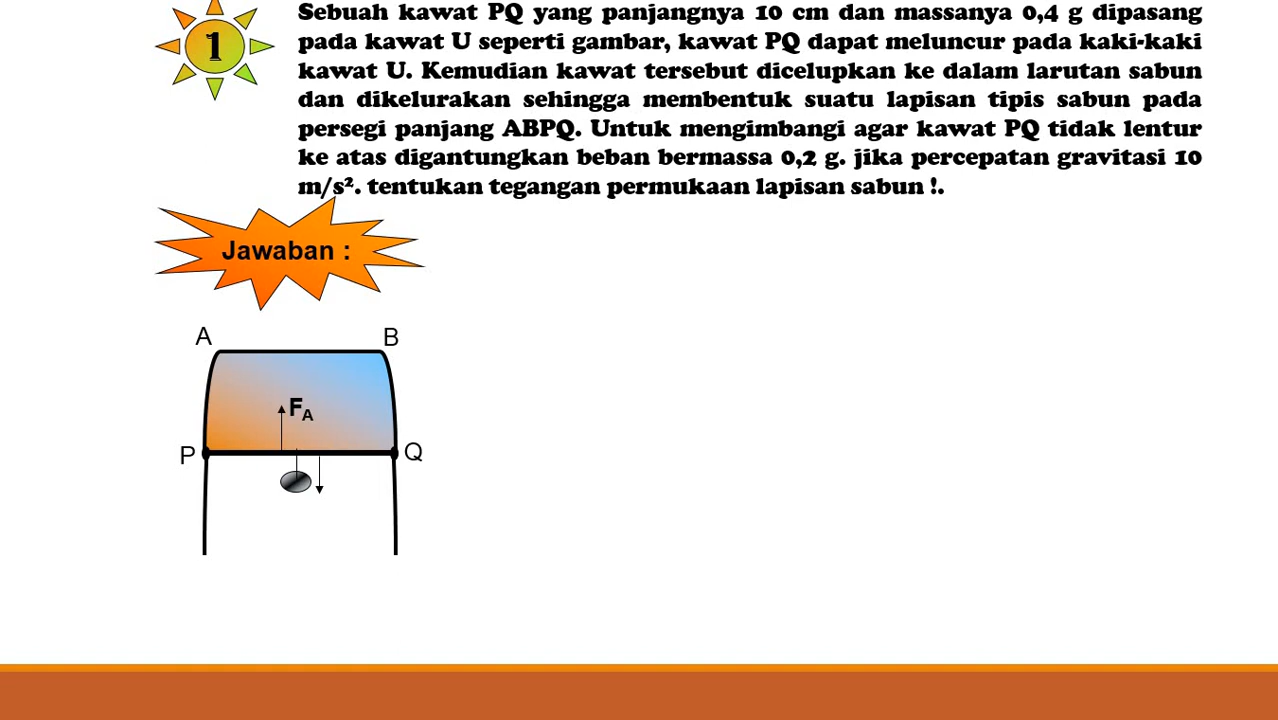 1
Sebuah kawat PQ yang panjangnya 10 cm dan massanya 0,4 g dipasang
pada kawat U seperti gambar, kawat PQ dapat meluncur pada kaki-kaki
kawat U. Kemudian kawat tersebut dicelupkan ke dalam larutan sabun
dan dikelurakan sehingga membentuk suatu lapisan tipis sabun pada
persegi panjang ABPQ. Untuk mengimbangi agar kawat PQ tidak lentur
ke atas digantungkan beban bermassa 0,2 g. jika percepatan gravitasi 10
m/s². tentukan tegangan permukaan lapisan sabun !.
Jawaban :
A B
F_A
P Q